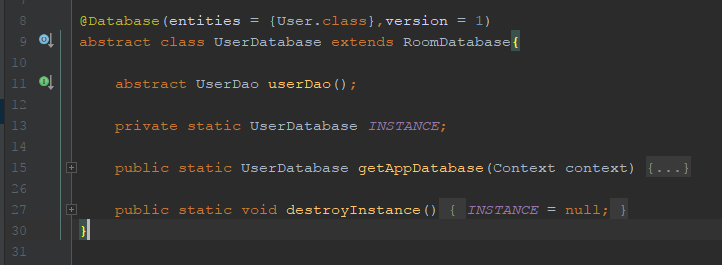 8 @Database(entities = {User.class},version = 1)
9 abstract class UserDatabase extends RoomDatabase{
10
11 abstract UserDao userDao();
12
13 private static UserDatabase INSTANCE;
14
15 public static UserDatabase getAppDatabase(Context context) {...}
26
27 public static void destroyInstance() { INSTANCE = null; }
30 }
31